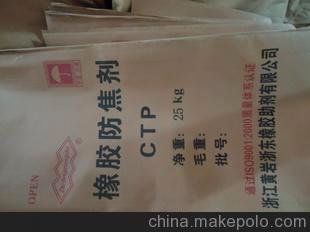 OPEN
橡胶防焦剂
CTP
净重: 25 kg
毛重:
批号:
通过ISO9001:2000质量体系认证
浙江黄岩浙东橡胶助剂有限公司
china.makepolo.com